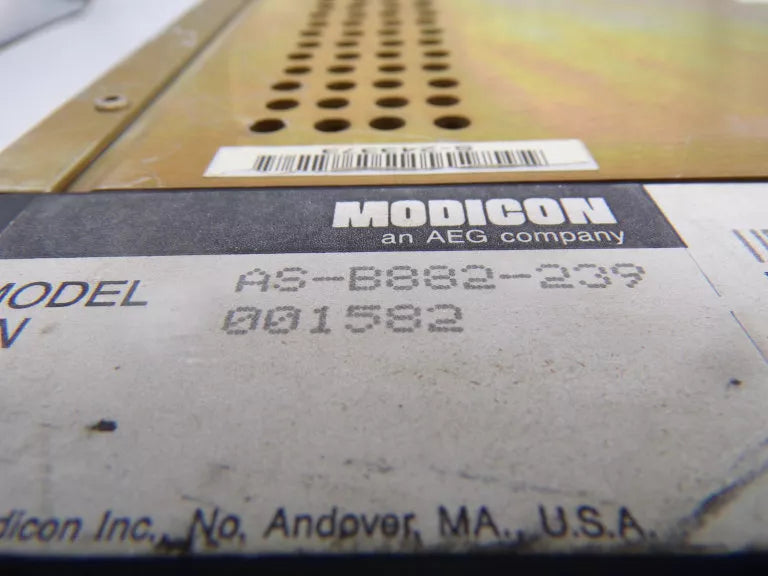 MODICON
an AEG company
MODEL AS-B882-239
N 001582
dicon Inc., No. Andover, MA., U.S.A.